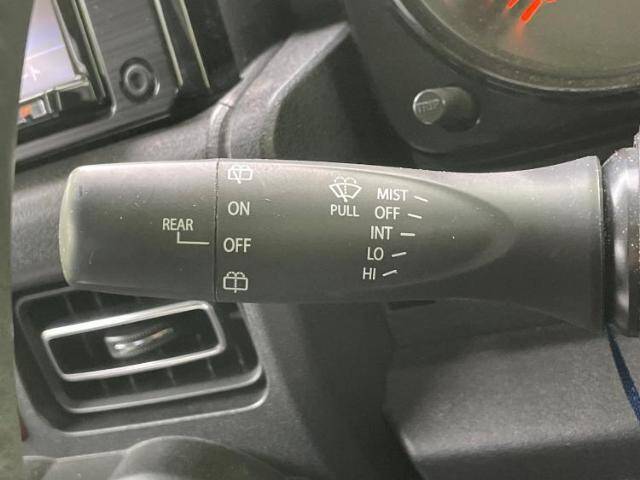 TRIP
REAR
ON
OFF
PULL
MIST
OFF
INT
LO
HI